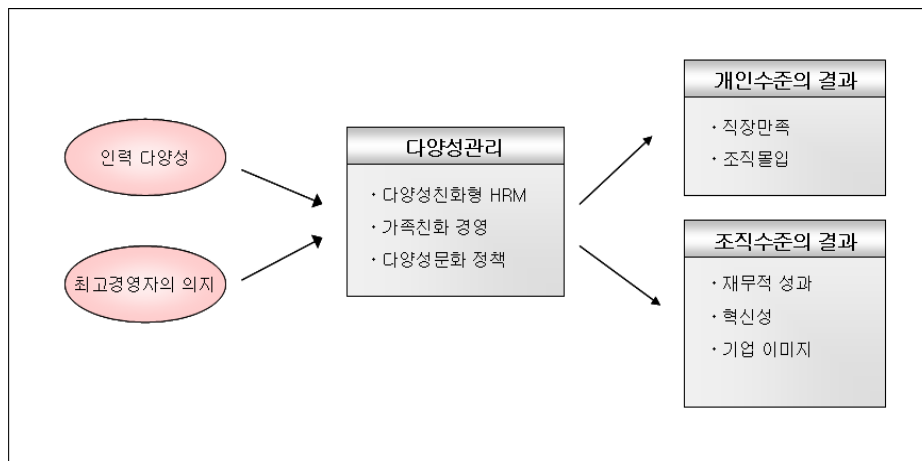 인력 다양성
최고경영자의 의지
다양성관리
· 다양성친화형 HRM
· 가족친화 경영
· 다양성문화 정책
개인수준의 결과
· 직장만족
· 조직몰입
조직수준의 결과
· 재무적 성과
· 혁신성
· 기업 이미지